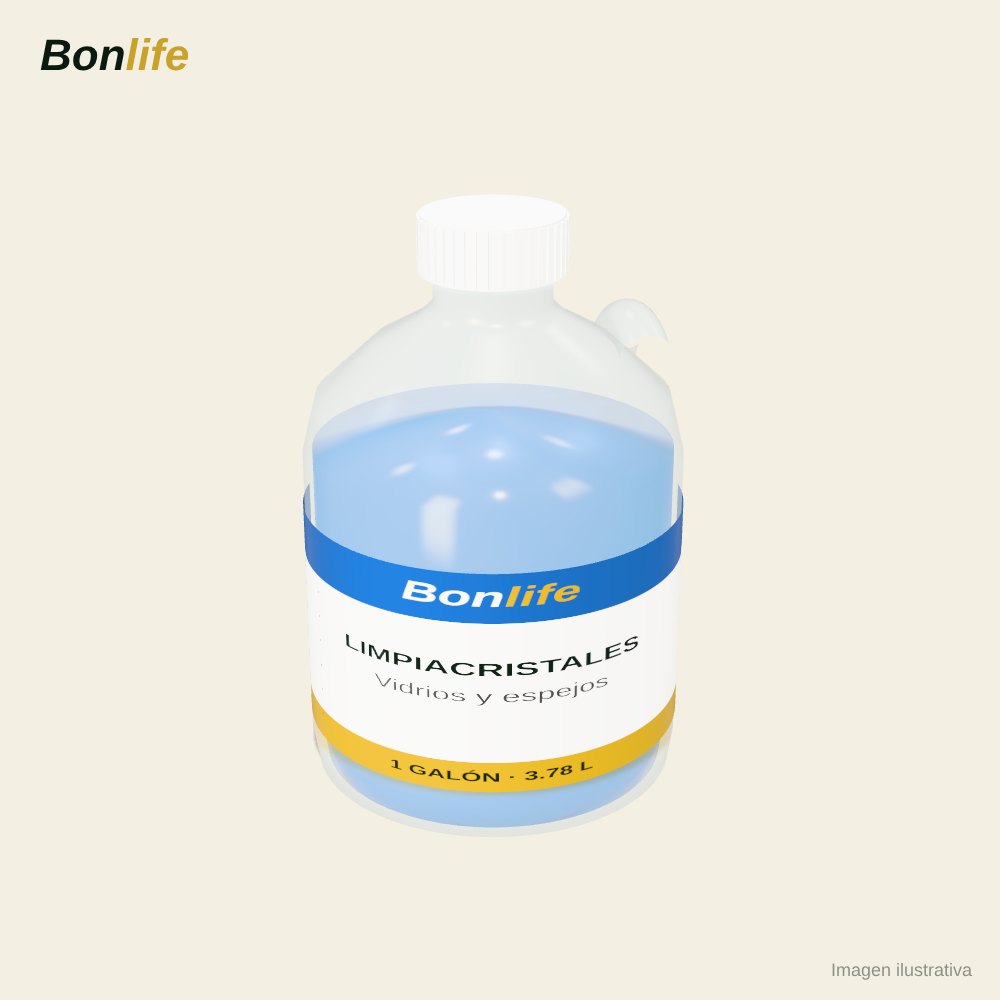 Bonlife
Bonlife
LIMPIACRISTALES
Vidrios y espejos
1 GALÓN · 3.78 L
Imagen ilustrativa